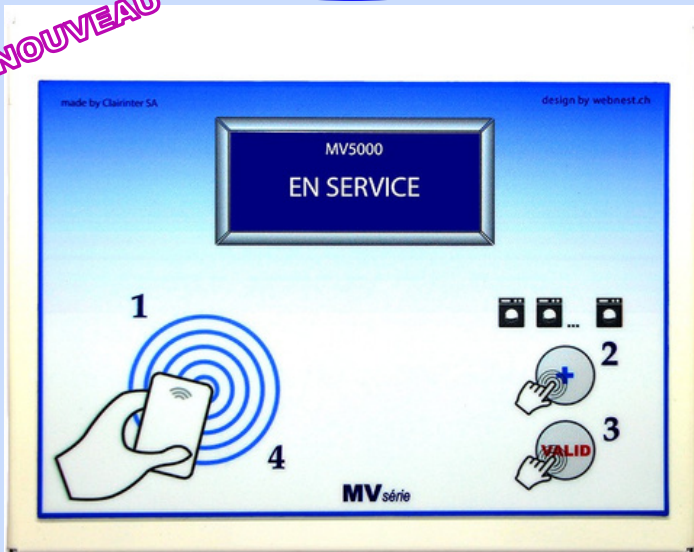 NOUVEAU
made by Clairinter SA
design by webnest.ch
MV5000
EN SERVICE
1
...
2
+
3
VALID
4
MV série